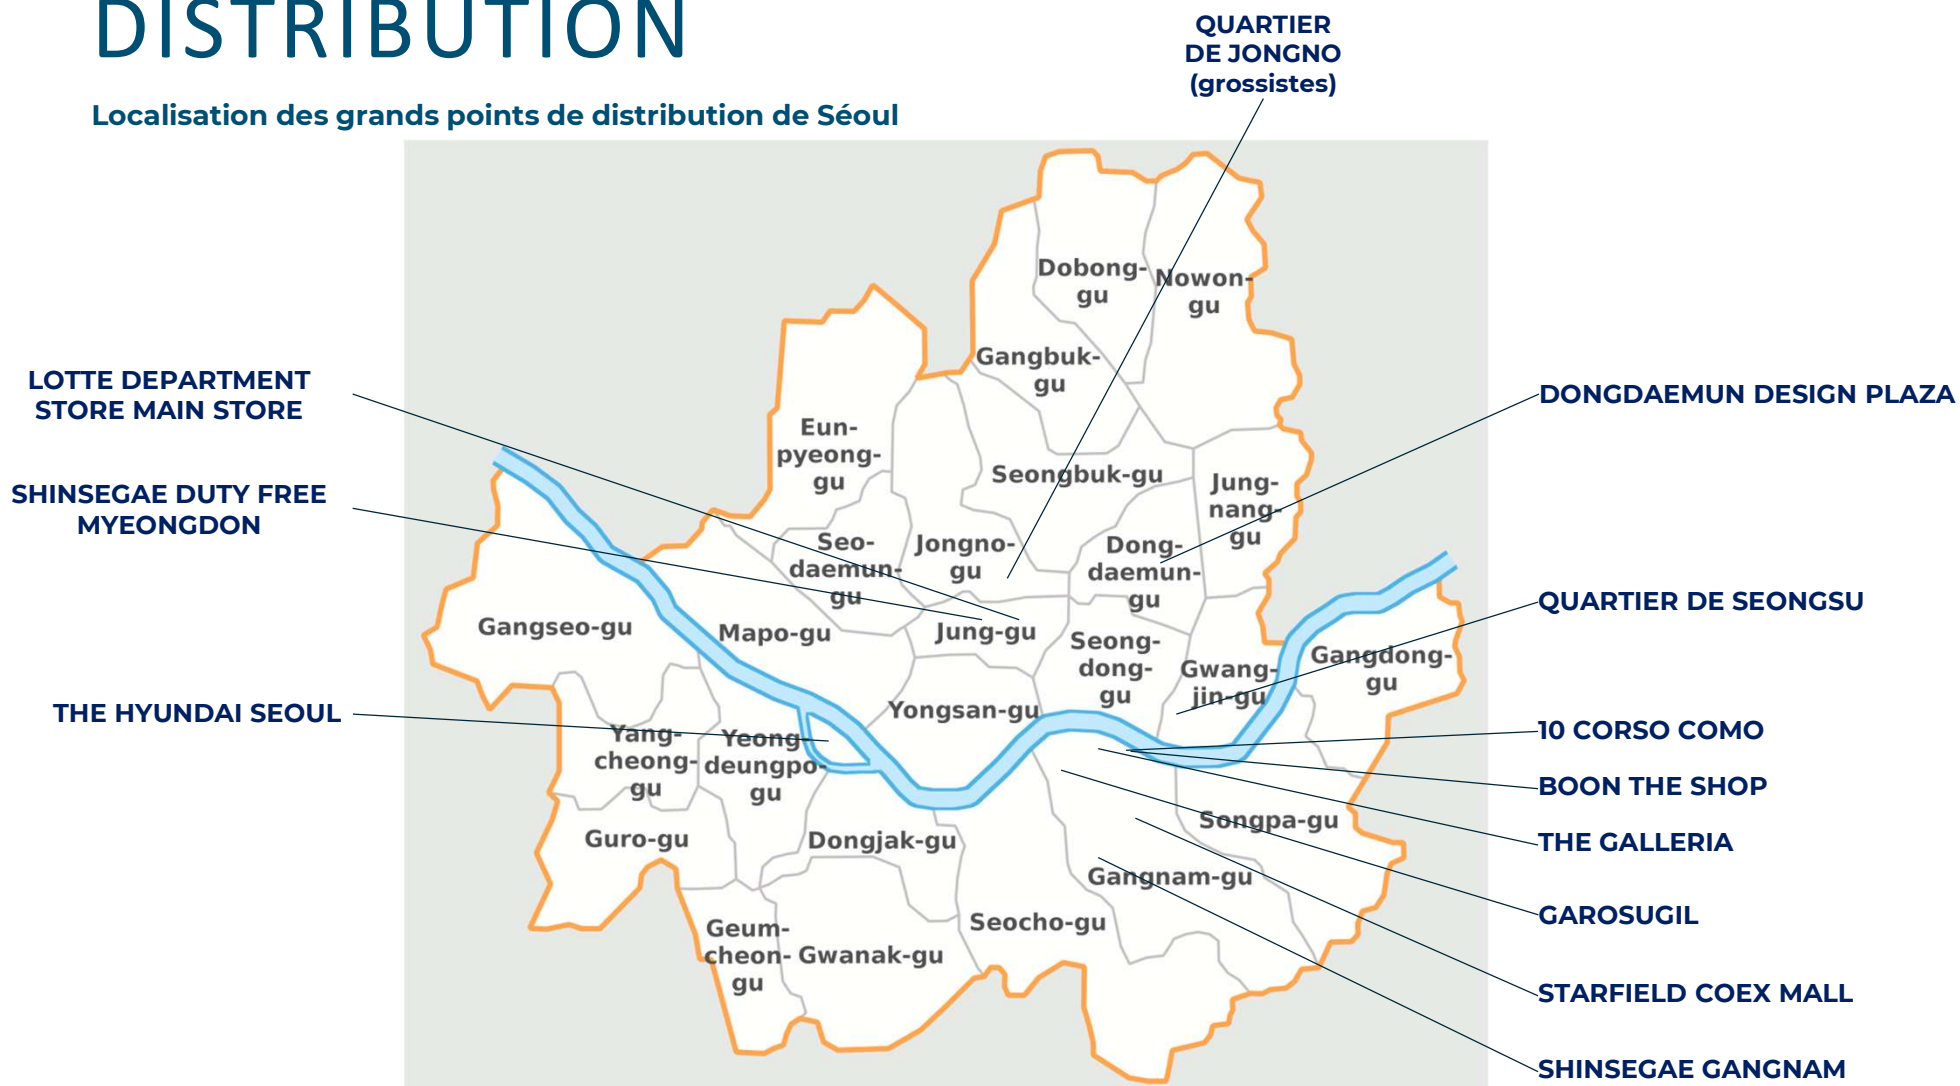 DISTRIBUTION
Localisation des grands points de distribution de Séoul
QUARTIER
DE JONGNO
(grossistes)
LOTTE DEPARTMENT
STORE MAIN STORE
SHINSEGAE DUTY FREE
MYEONGDON
THE HYUNDAI SEOUL
Dobong-
gu
Nowon-
gu
Gangbuk-
gu
Eun-
pyeong-
gu
Seongbuk-gu
Jung-
nang-
gu
Seo-
daemun-
gu
Jongno-
gu
Dong-
daemun-
gu
Gangseo-gu
Mapo-gu
Jung-gu
Seong-
dong-
gu
Gwang-
jin-gu
Gangdong-
gu
Yongsan-gu
Yang-
cheong-
gu
Yeong-
deungpo-
gu
Guro-gu
Dongjak-gu
Songpa-gu
Gangnam-gu
Seocho-gu
Geum-
cheon-
gu
Gwanak-gu
DONGDAEMUN DESIGN PLAZA
QUARTIER DE SEONGSU
10 CORSO COMO
BOON THE SHOP
THE GALLERIA
GAROSUGIL
STARFIELD COEX MALL
SHINSEGAE GANGNAM